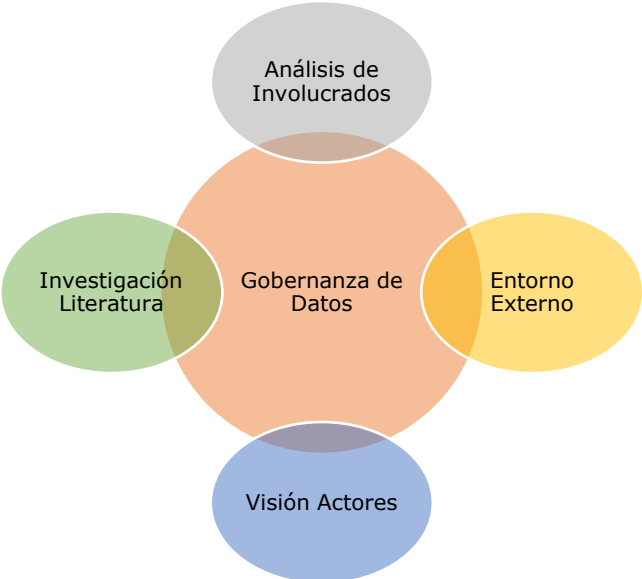 Análisis de
Involucrados
Investigación
Literatura
Gobernanza de
Datos
Entorno
Externo
Visión Actores